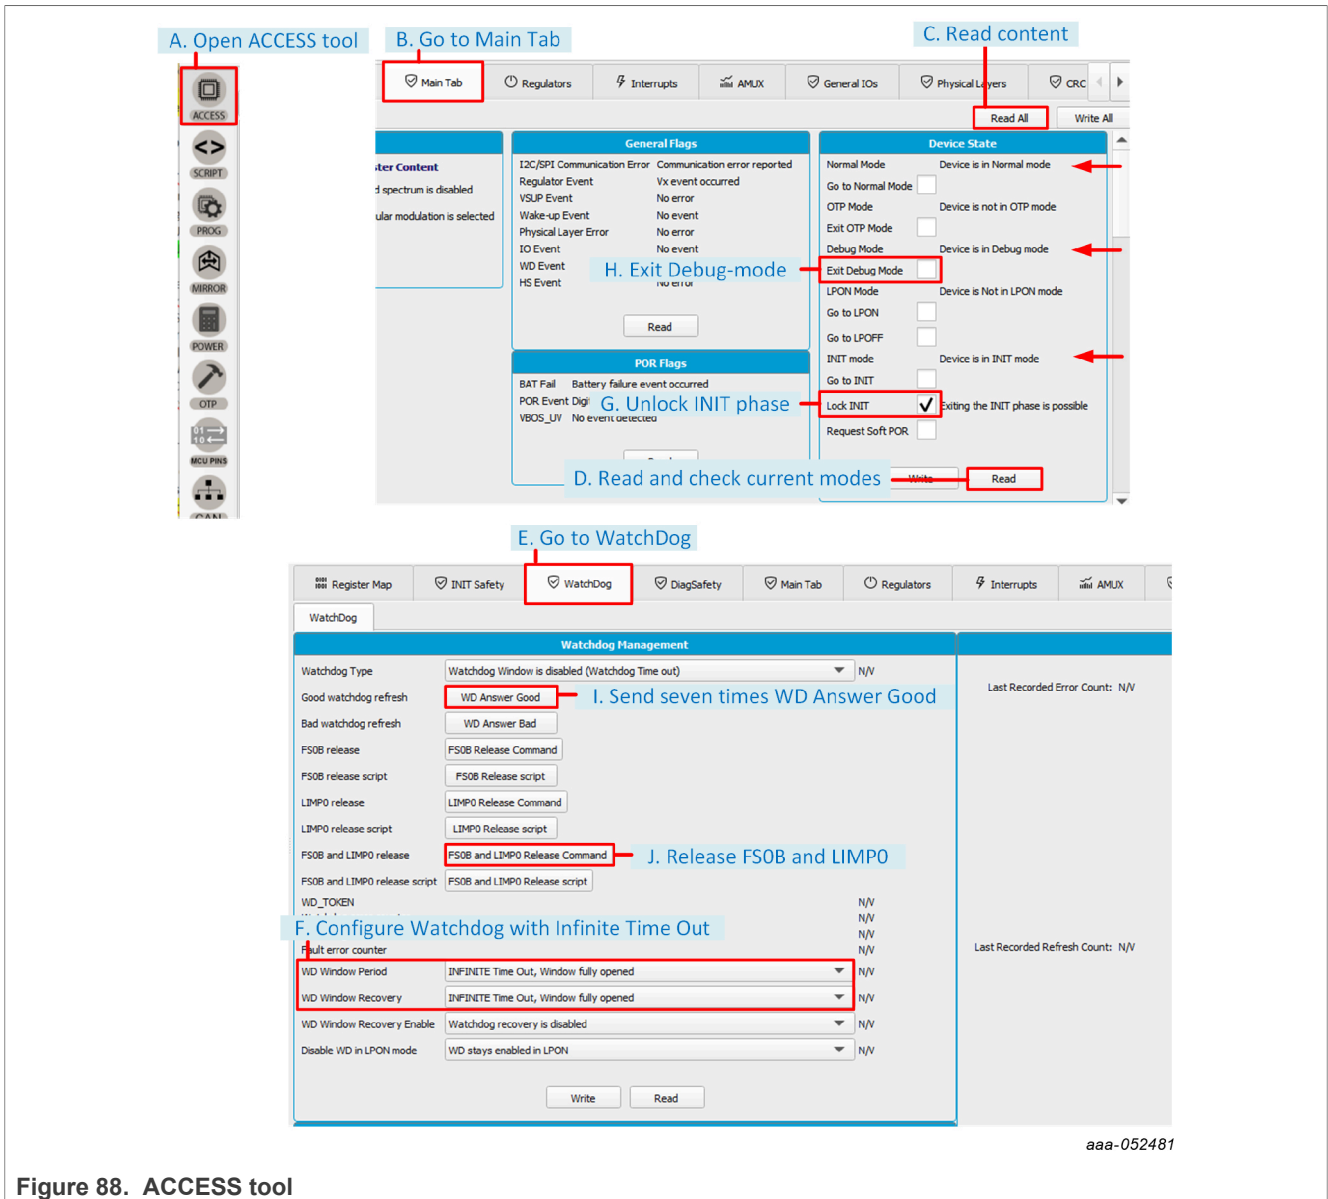 A. Open ACCESS tool
B. Go to Main Tab
C. Read content
ACCESS
SCRIPT
PROG
MIRROR
POWER
OTP
MCU PINS
CAN
Main Tab Regulators Interrupts AMUX General IOs Physical Layers CRC
Read All Write All
ster Content
d spectrum is disabled
ular modulation is selected
General Flags
I2C/SPI Communication Error Communication error reported
Regulator Event Vx event occurred
VSUP Event No error
Wake-up Event No event
Physical Layer Error No error
IO Event No event
WD Event
HS Event No error
Read
POR Flags
BAT Fail Battery failure event occurred
POR Event Digit
VBOS_UV No event detected
Device State
Normal Mode Device is in Normal mode
Go to Normal Mode
OTP Mode Device is not in OTP mode
Exit OTP Mode
Debug Mode Device is in Debug mode
H. Exit Debug-mode
Exit Debug Mode
LPON Mode Device is Not in LPON mode
Go to LPON
Go to LPOFF
INIT mode Device is in INIT mode
Go to INIT
G. Unlock INIT phase
Lock INIT Exiting the INIT phase is possible
Request Soft POR
D. Read and check current modes
Write Read
E. Go to WatchDog
Register Map INIT Safety WatchDog DiagSafety Main Tab Regulators Interrupts AMUX
WatchDog
Watchdog Management
Watchdog Type Watchdog Window is disabled (Watchdog Time out) N/V
Good watchdog refresh WD Answer Good
I. Send seven times WD Answer Good
Bad watchdog refresh WD Answer Bad
FS0B release FS0B Release Command
FS0B release script FS0B Release script
LIMP0 release LIMP0 Release Command
LIMP0 release script LIMP0 Release script
FS0B and LIMP0 release FS0B and LIMP0 Release Command
J. Release FS0B and LIMP0
FS0B and LIMP0 release script FS0B and LIMP0 Release script
WD_TOKEN N/V
N/V
F. Configure Watchdog with Infinite Time Out
N/V
Fault error counter N/V
WD Window Period INFINITE Time Out, Window fully opened N/V
WD Window Recovery INFINITE Time Out, Window fully opened N/V
WD Window Recovery Enable Watchdog recovery is disabled N/V
Disable WD in LPON mode WD stays enabled in LPON N/V
Write Read
Last Recorded Error Count: N/V
Last Recorded Refresh Count: N/V
aaa-052481
Figure 88. ACCESS tool